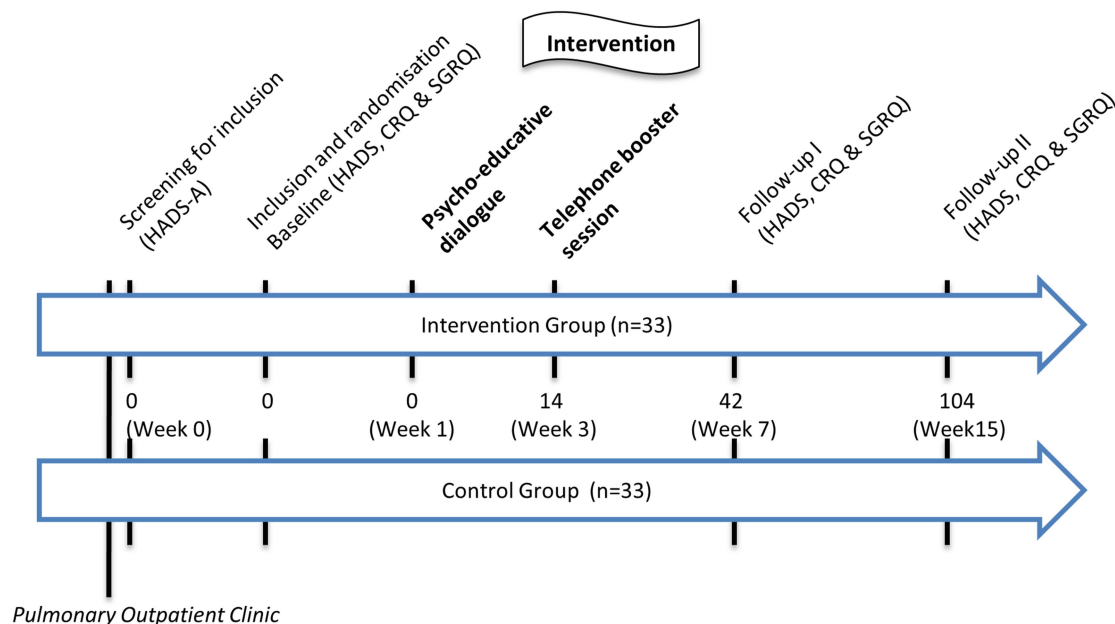 Intervention
Screening for inclusion
(HADS-A)
Inclusion and randomisation
Baseline (HADS, CRQ & SGRQ)
Psycho-educative
dialogue
Telephone booster
session
Follow-up I
(HADS, CRQ & SGRQ)
Follow-up II
(HADS, CRQ & SGRQ)
Intervention Group (n=33)
0
(Week 0)
0
0
(Week 1)
14
(Week 3)
42
(Week 7)
104
(Week15)
Control Group (n=33)
Pulmonary Outpatient Clinic